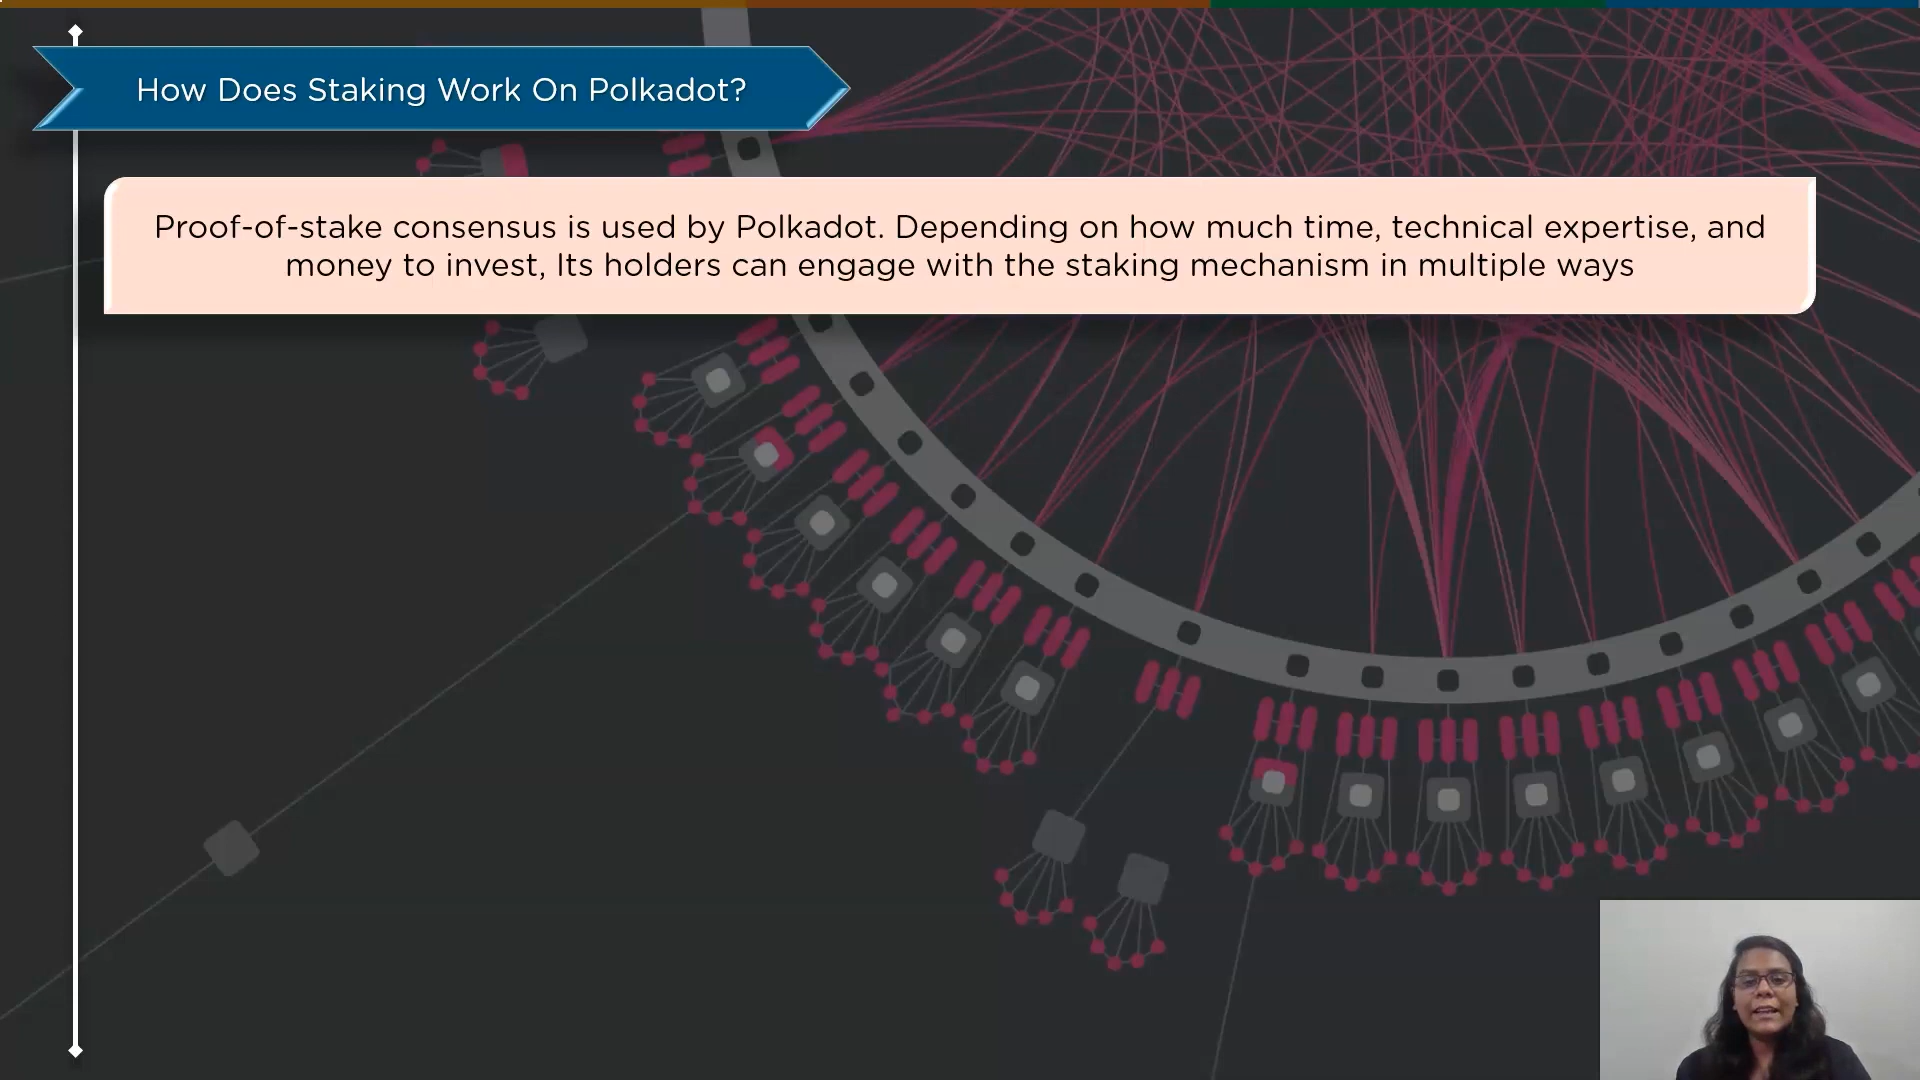 How Does Staking Work On Polkadot?
Proof-of-stake consensus is used by Polkadot. Depending on how much time, technical expertise, and
money to invest, Its holders can engage with the staking mechanism in multiple ways